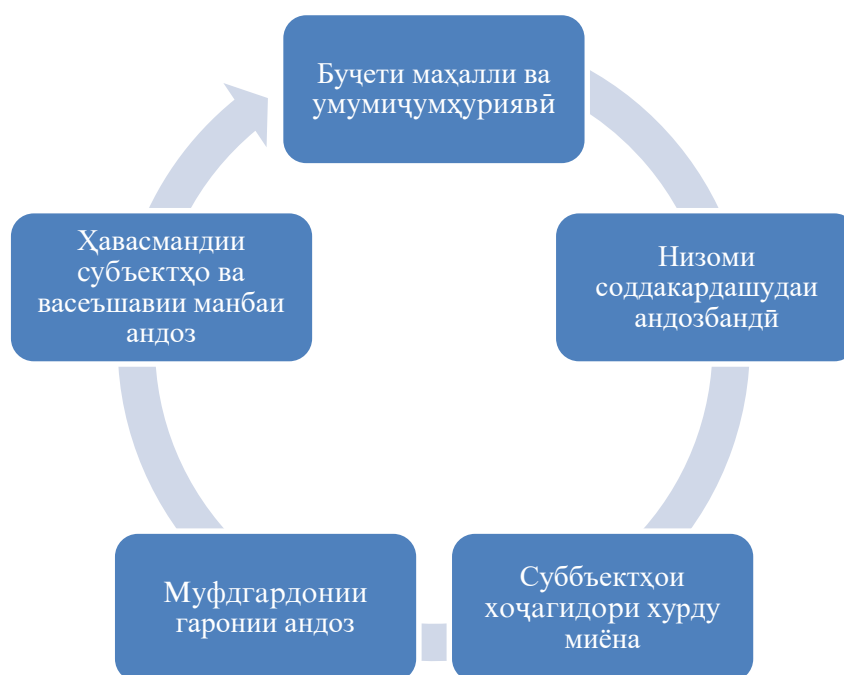 Буҷети маҳалли ва
умумиҷумҳуриявӣ
Низоми
соддакардашудаи
андозбандӣ
Суббъектҳои
хоҷагидори хурду
миёна
Муфдгардонии
гаронии андоз
Ҳавасмандии
субъектҳо ва
васеъшавии манбаи
андоз